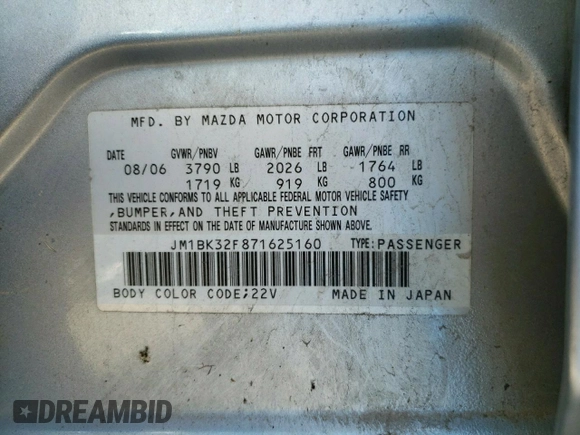 MFD. BY MAZDA MOTOR CORPORATION
DATE GVWR/PNBV GAWR/PNBE FRT GAWR/PNBE RR
08/06 3790 LB 2026 LB 1764 LB
1719 KG 919 KG 800 KG
THIS VEHICLE CONFORMS TO ALL APPLICABLE FEDERAL MOTOR VEHICLE SAFETY
,BUMPER,AND THEFT PREVENTION
STANDARDS IN EFFECT ON THE DATE OF MANUFACTURE SHOWN ABOVE.
JM1BK32F871625160 TYPE:PASSENGER
BODY COLOR CODE;22V MADE IN JAPAN
DREAMBID